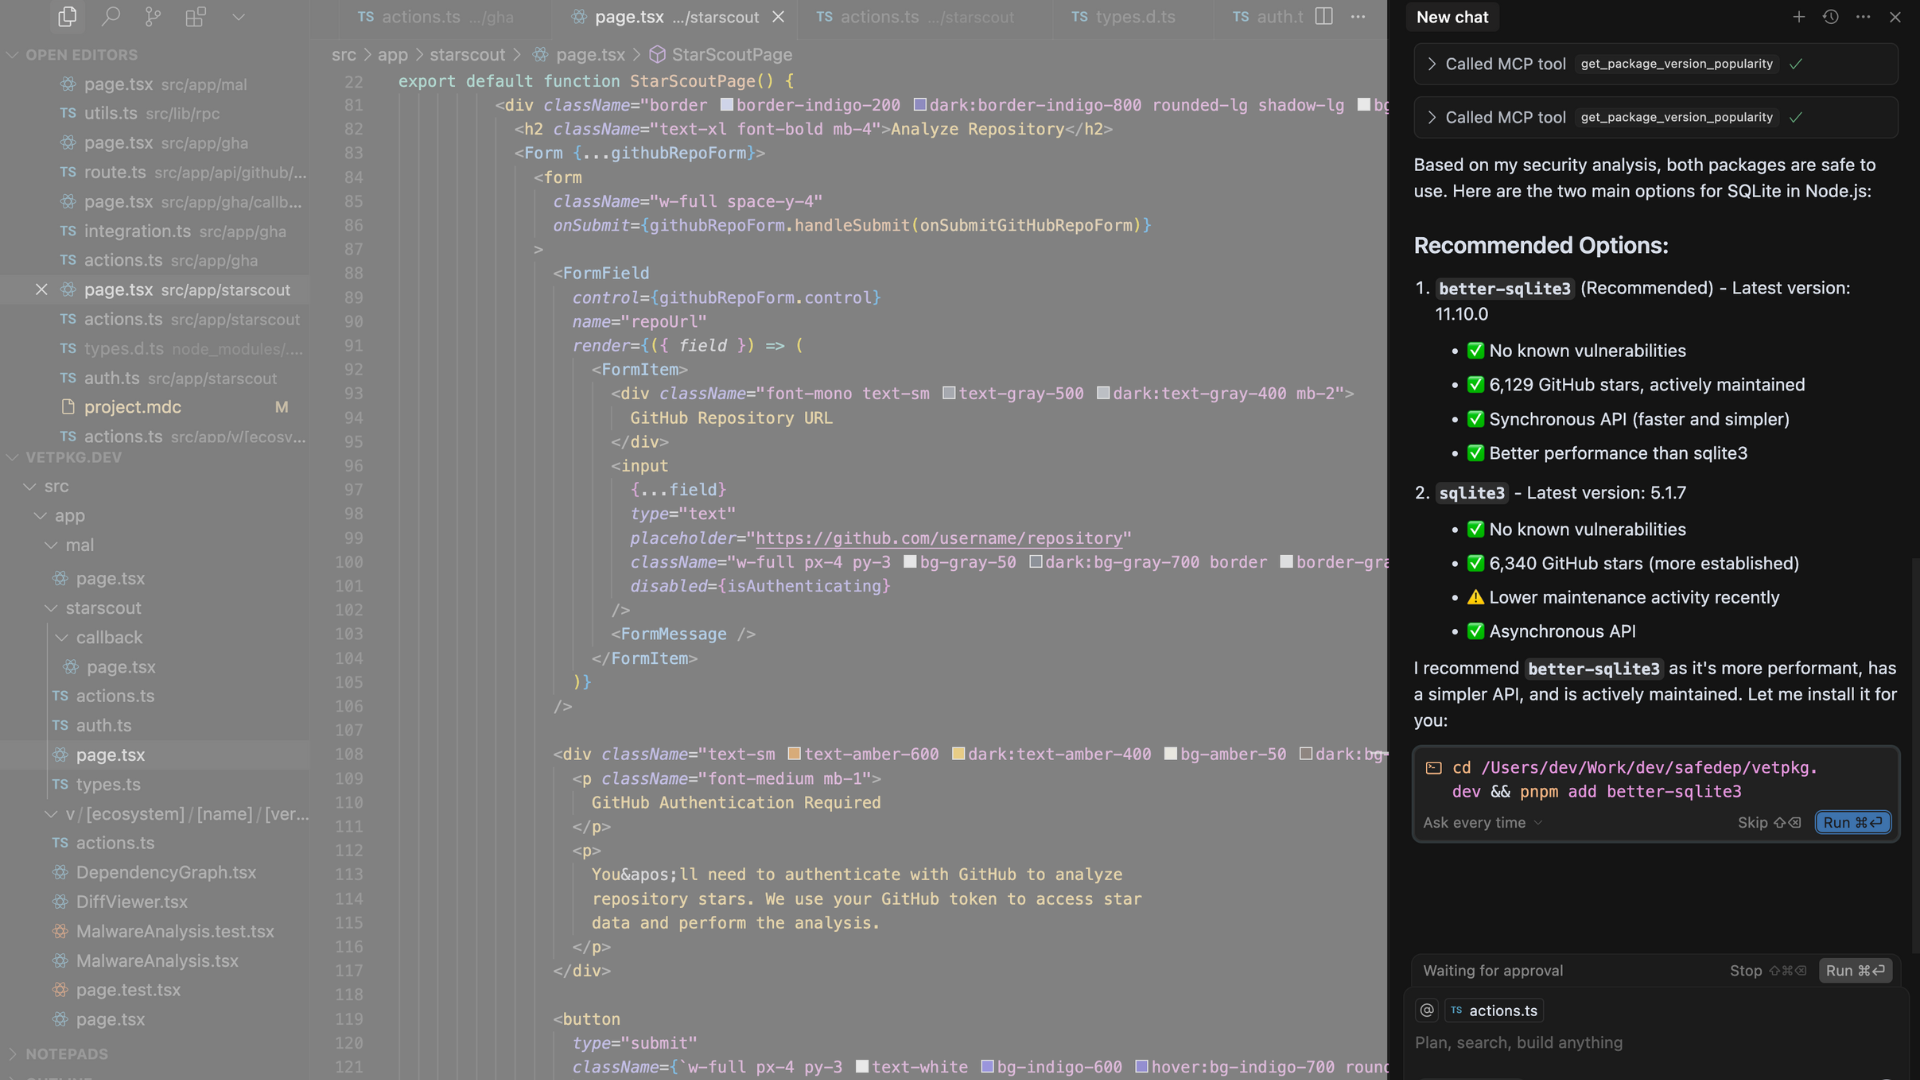 TS actions.ts .../gha
page.tsx .../starscout
TS actions.ts .../starscout
TS types.d.ts
TS auth.t
OPEN EDITORS
page.tsx src/app/mal
TS utils.ts src/lib/rpc
page.tsx src/app/gha
TS route.ts src/app/api/github/...
page.tsx src/app/gha/callb...
TS integration.ts src/app/gha
TS actions.ts src/app/gha
page.tsx src/app/starscout
TS actions.ts src/app/starscout
TS types.d.ts node_modules/....
TS auth.ts src/app/starscout
project.mdc M
TS actions.ts src/app/v/[ecosy...
VETPKG.DEV
src
app
mal
page.tsx
starscout
callback
page.tsx
TS actions.ts
TS auth.ts
page.tsx
TS types.ts
v/[ecosystem]/[name]/[ver...
TS actions.ts
DependencyGraph.tsx
DiffViewer.tsx
MalwareAnalysis.test.tsx
MalwareAnalysis.tsx
page.test.tsx
page.tsx
NOTEPADS
src > app > starscout > page.tsx > StarScoutPage
22 export default function StarScoutPage() {
81 <div className="border border-indigo-200 dark:border-indigo-800 rounded-lg shadow-lg bg
82 <h2 className="text-xl font-bold mb-4">Analyze Repository</h2>
83 <Form {...githubRepoForm}>
84 <form
85 className="w-full space-y-4"
86 onSubmit={githubRepoForm.handleSubmit(onSubmitGitHubRepoForm)}
87 >
88 <FormField
89 control={githubRepoForm.control}
90 name="repoUrl"
91 render={({ field }) => (
92 <FormItem>
93 <div className="font-mono text-sm text-gray-500 dark:text-gray-400 mb-2">
94 GitHub Repository URL
95 </div>
96 <input
97 {...field}
98 type="text"
99 placeholder="https://github.com/username/repository"
100 className="w-full px-4 py-3 bg-gray-50 dark:bg-gray-700 border border-gra
101 disabled={isAuthenticating}
102 />
103 <FormMessage />
104 </FormItem>
105 )}
106 />
107
108 <div className="text-sm text-amber-600 dark:text-amber-400 bg-amber-50 dark:bg-
109 <p className="font-medium mb-1">
110 GitHub Authentication Required
111 </p>
112 <p>
113 You&apos;ll need to authenticate with GitHub to analyze
114 repository stars. We use your GitHub token to access star
115 data and perform the analysis.
116 </p>
117 </div>
118
119 <button
120 type="submit"
121 className={`w-full px-4 py-3 text-white bg-indigo-600 hover:bg-indigo-700 round
New chat
Called MCP tool get_package_version_popularity
Called MCP tool get_package_version_popularity
Based on my security analysis, both packages are safe to
use. Here are the two main options for SQLite in Node.js:
Recommended Options:
1. better-sqlite3 (Recommended) - Latest version:
11.10.0
• ✅ No known vulnerabilities
• ✅ 6,129 GitHub stars, actively maintained
• ✅ Synchronous API (faster and simpler)
• ✅ Better performance than sqlite3
2. sqlite3 - Latest version: 5.1.7
• ✅ No known vulnerabilities
• ✅ 6,340 GitHub stars (more established)
• ⚠️ Lower maintenance activity recently
• ✅ Asynchronous API
I recommend better-sqlite3 as it's more performant, has
a simpler API, and is actively maintained. Let me install it for
you:
cd /Users/dev/Work/dev/safedep/vetpkg.
dev && pnpm add better-sqlite3
Ask every time Skip ⇧⌫ Run ⌘⏎
Waiting for approval Stop ⇧⌘⌫ Run ⌘⏎
@ TS actions.ts
Plan, search, build anything